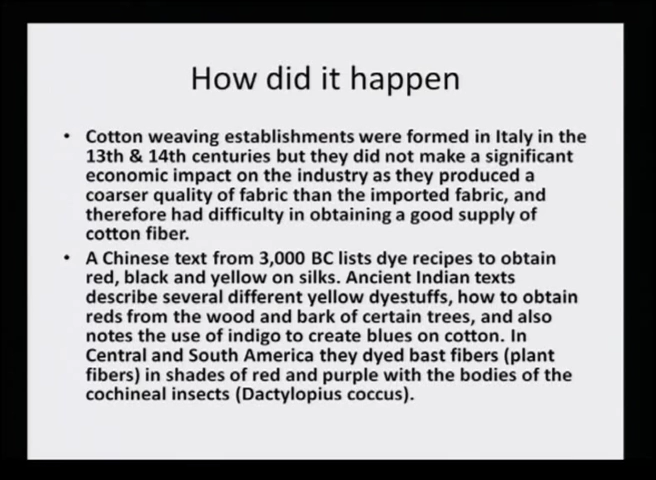 How did it happen
• Cotton weaving establishments were formed in Italy in the
13th & 14th centuries but they did not make a significant
economic impact on the industry as they produced a
coarser quality of fabric than the imported fabric, and
therefore had difficulty in obtaining a good supply of
cotton fiber.
• A Chinese text from 3,000 BC lists dye recipes to obtain
red, black and yellow on silks. Ancient Indian texts
describe several different yellow dyestuffs, how to obtain
reds from the wood and bark of certain trees, and also
notes the use of indigo to create blues on cotton. In
Central and South America they dyed bast fibers (plant
fibers) in shades of red and purple with the bodies of the
cochineal insects (Dactylopius coccus).